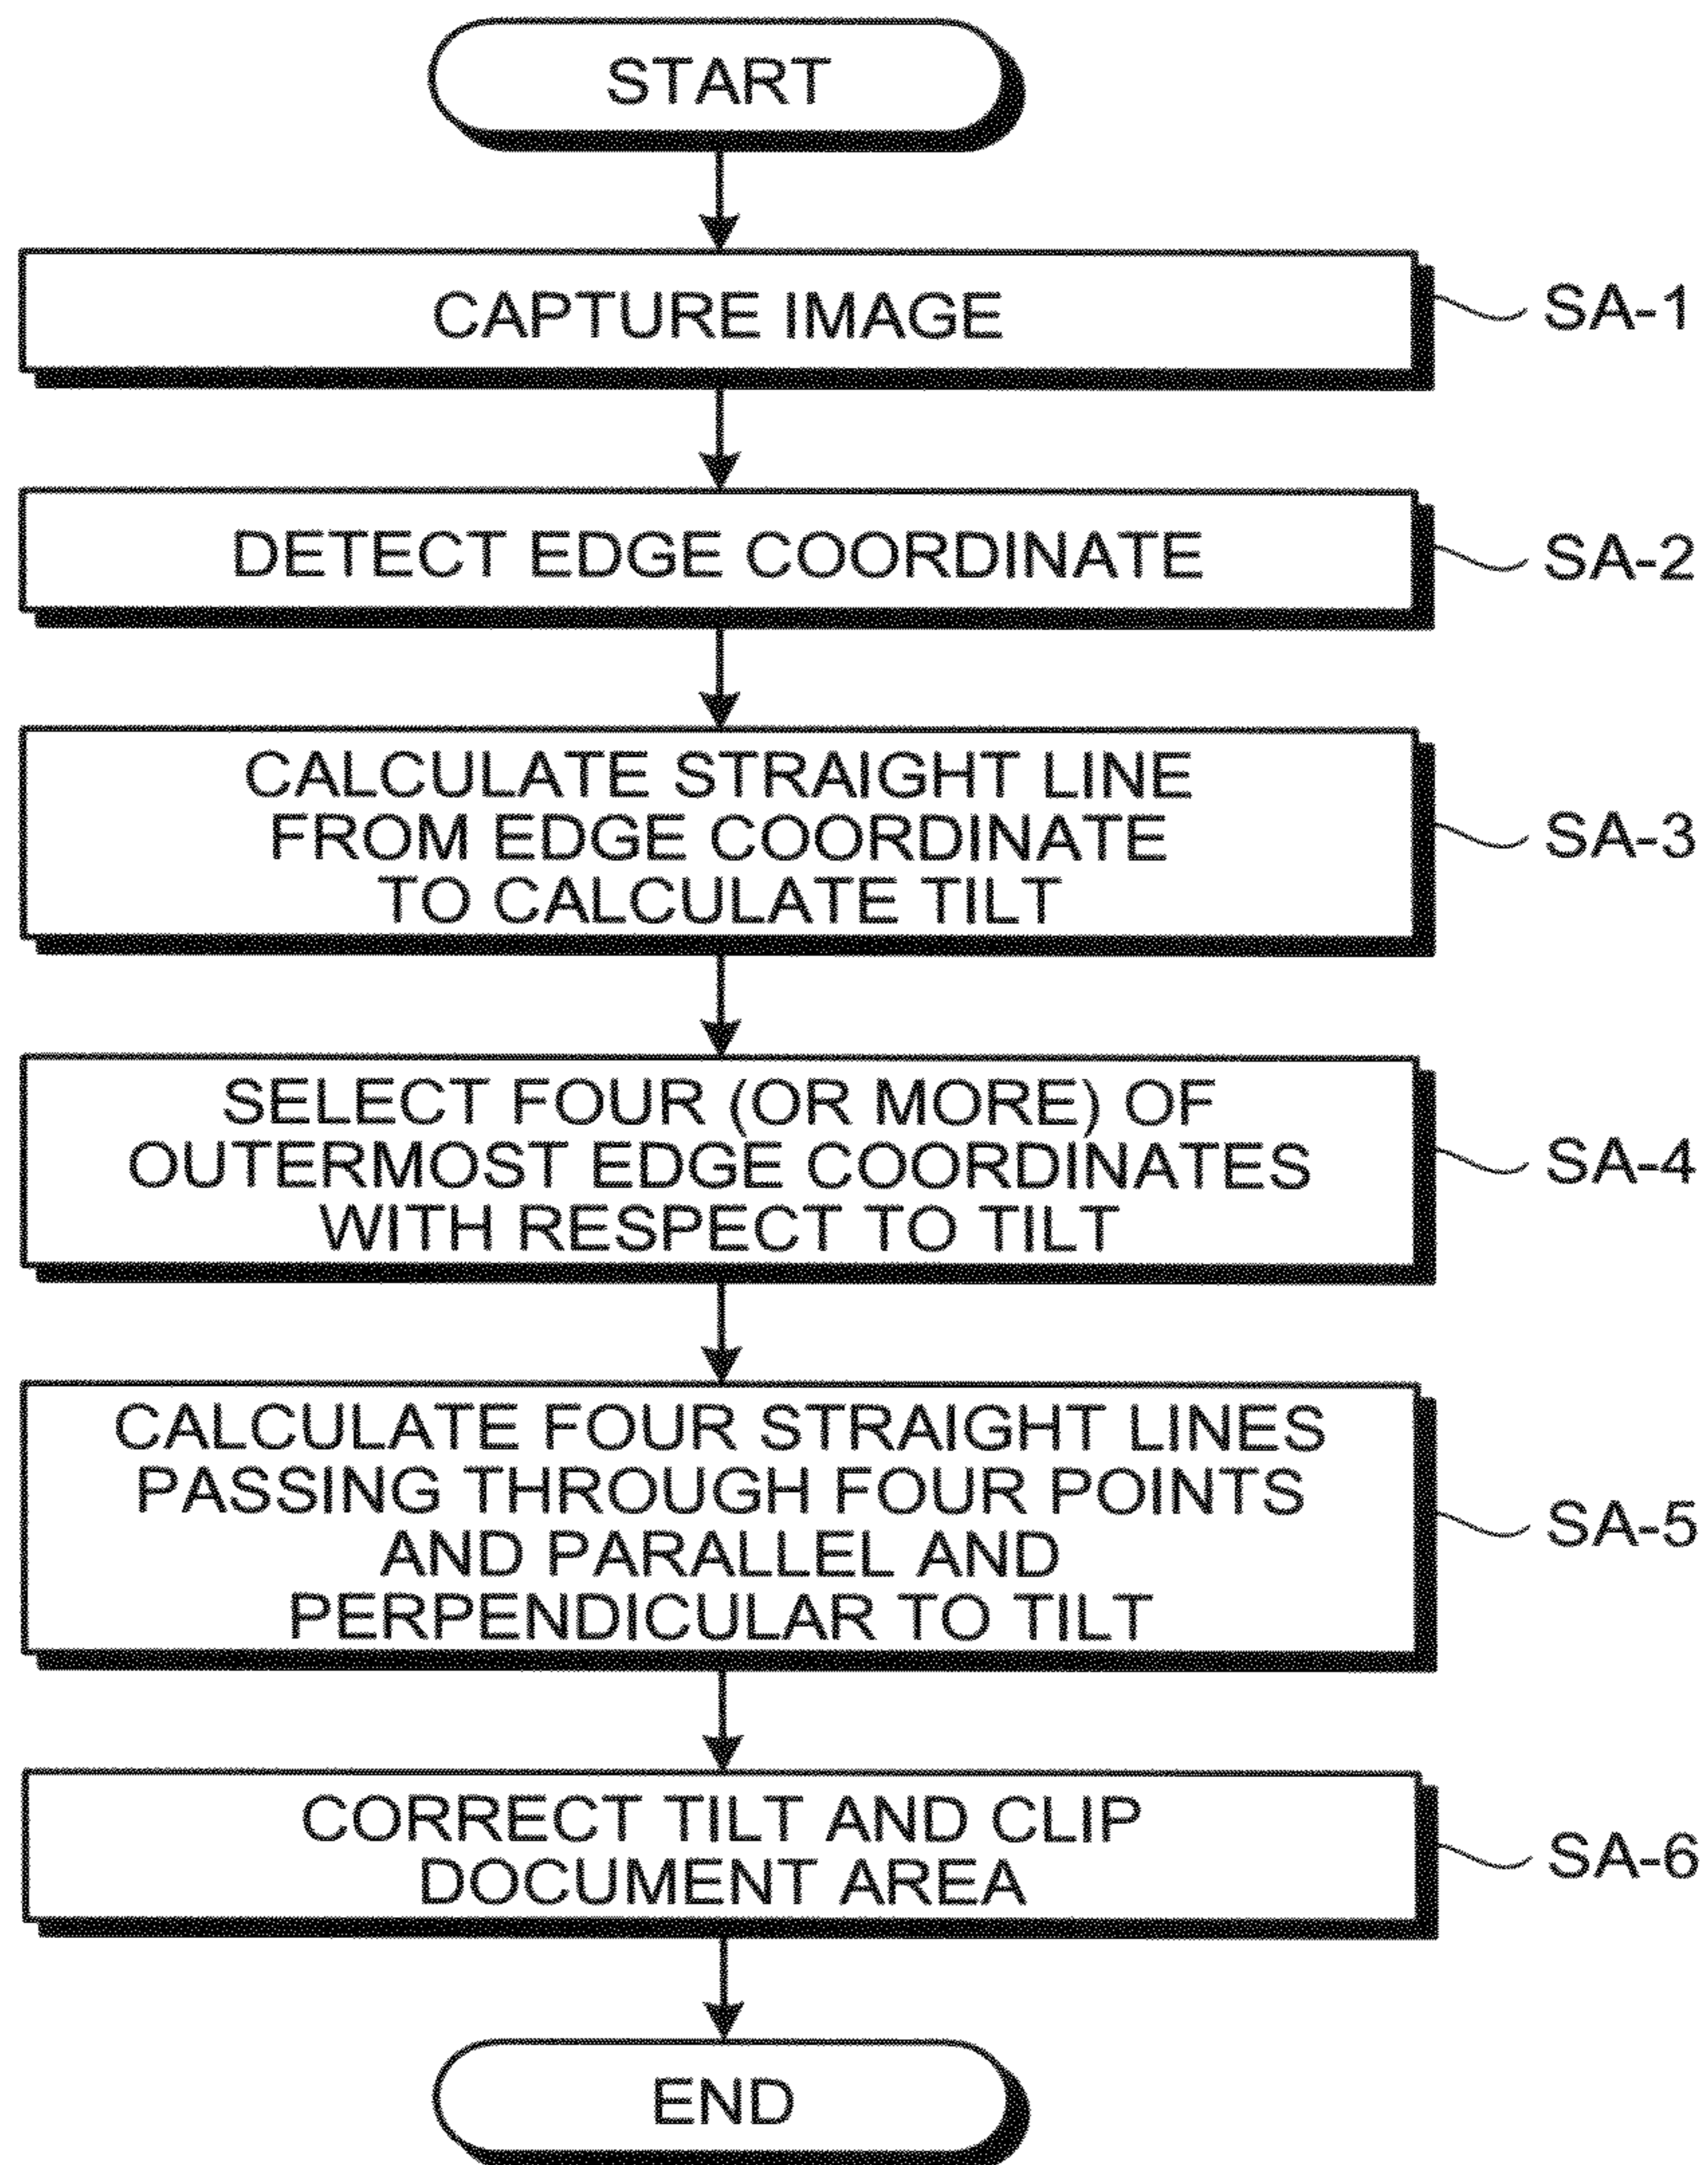 START
CAPTURE IMAGE
SA-1
DETECT EDGE COORDINATE
SA-2
CALCULATE STRAIGHT LINE
FROM EDGE COORDINATE
TO CALCULATE TILT
SA-3
SELECT FOUR (OR MORE) OF
OUTERMOST EDGE COORDINATES
WITH RESPECT TO TILT
SA-4
CALCULATE FOUR STRAIGHT LINES
PASSING THROUGH FOUR POINTS
AND PARALLEL AND
PERPENDICULAR TO TILT
SA-5
CORRECT TILT AND CLIP
DOCUMENT AREA
SA-6
END